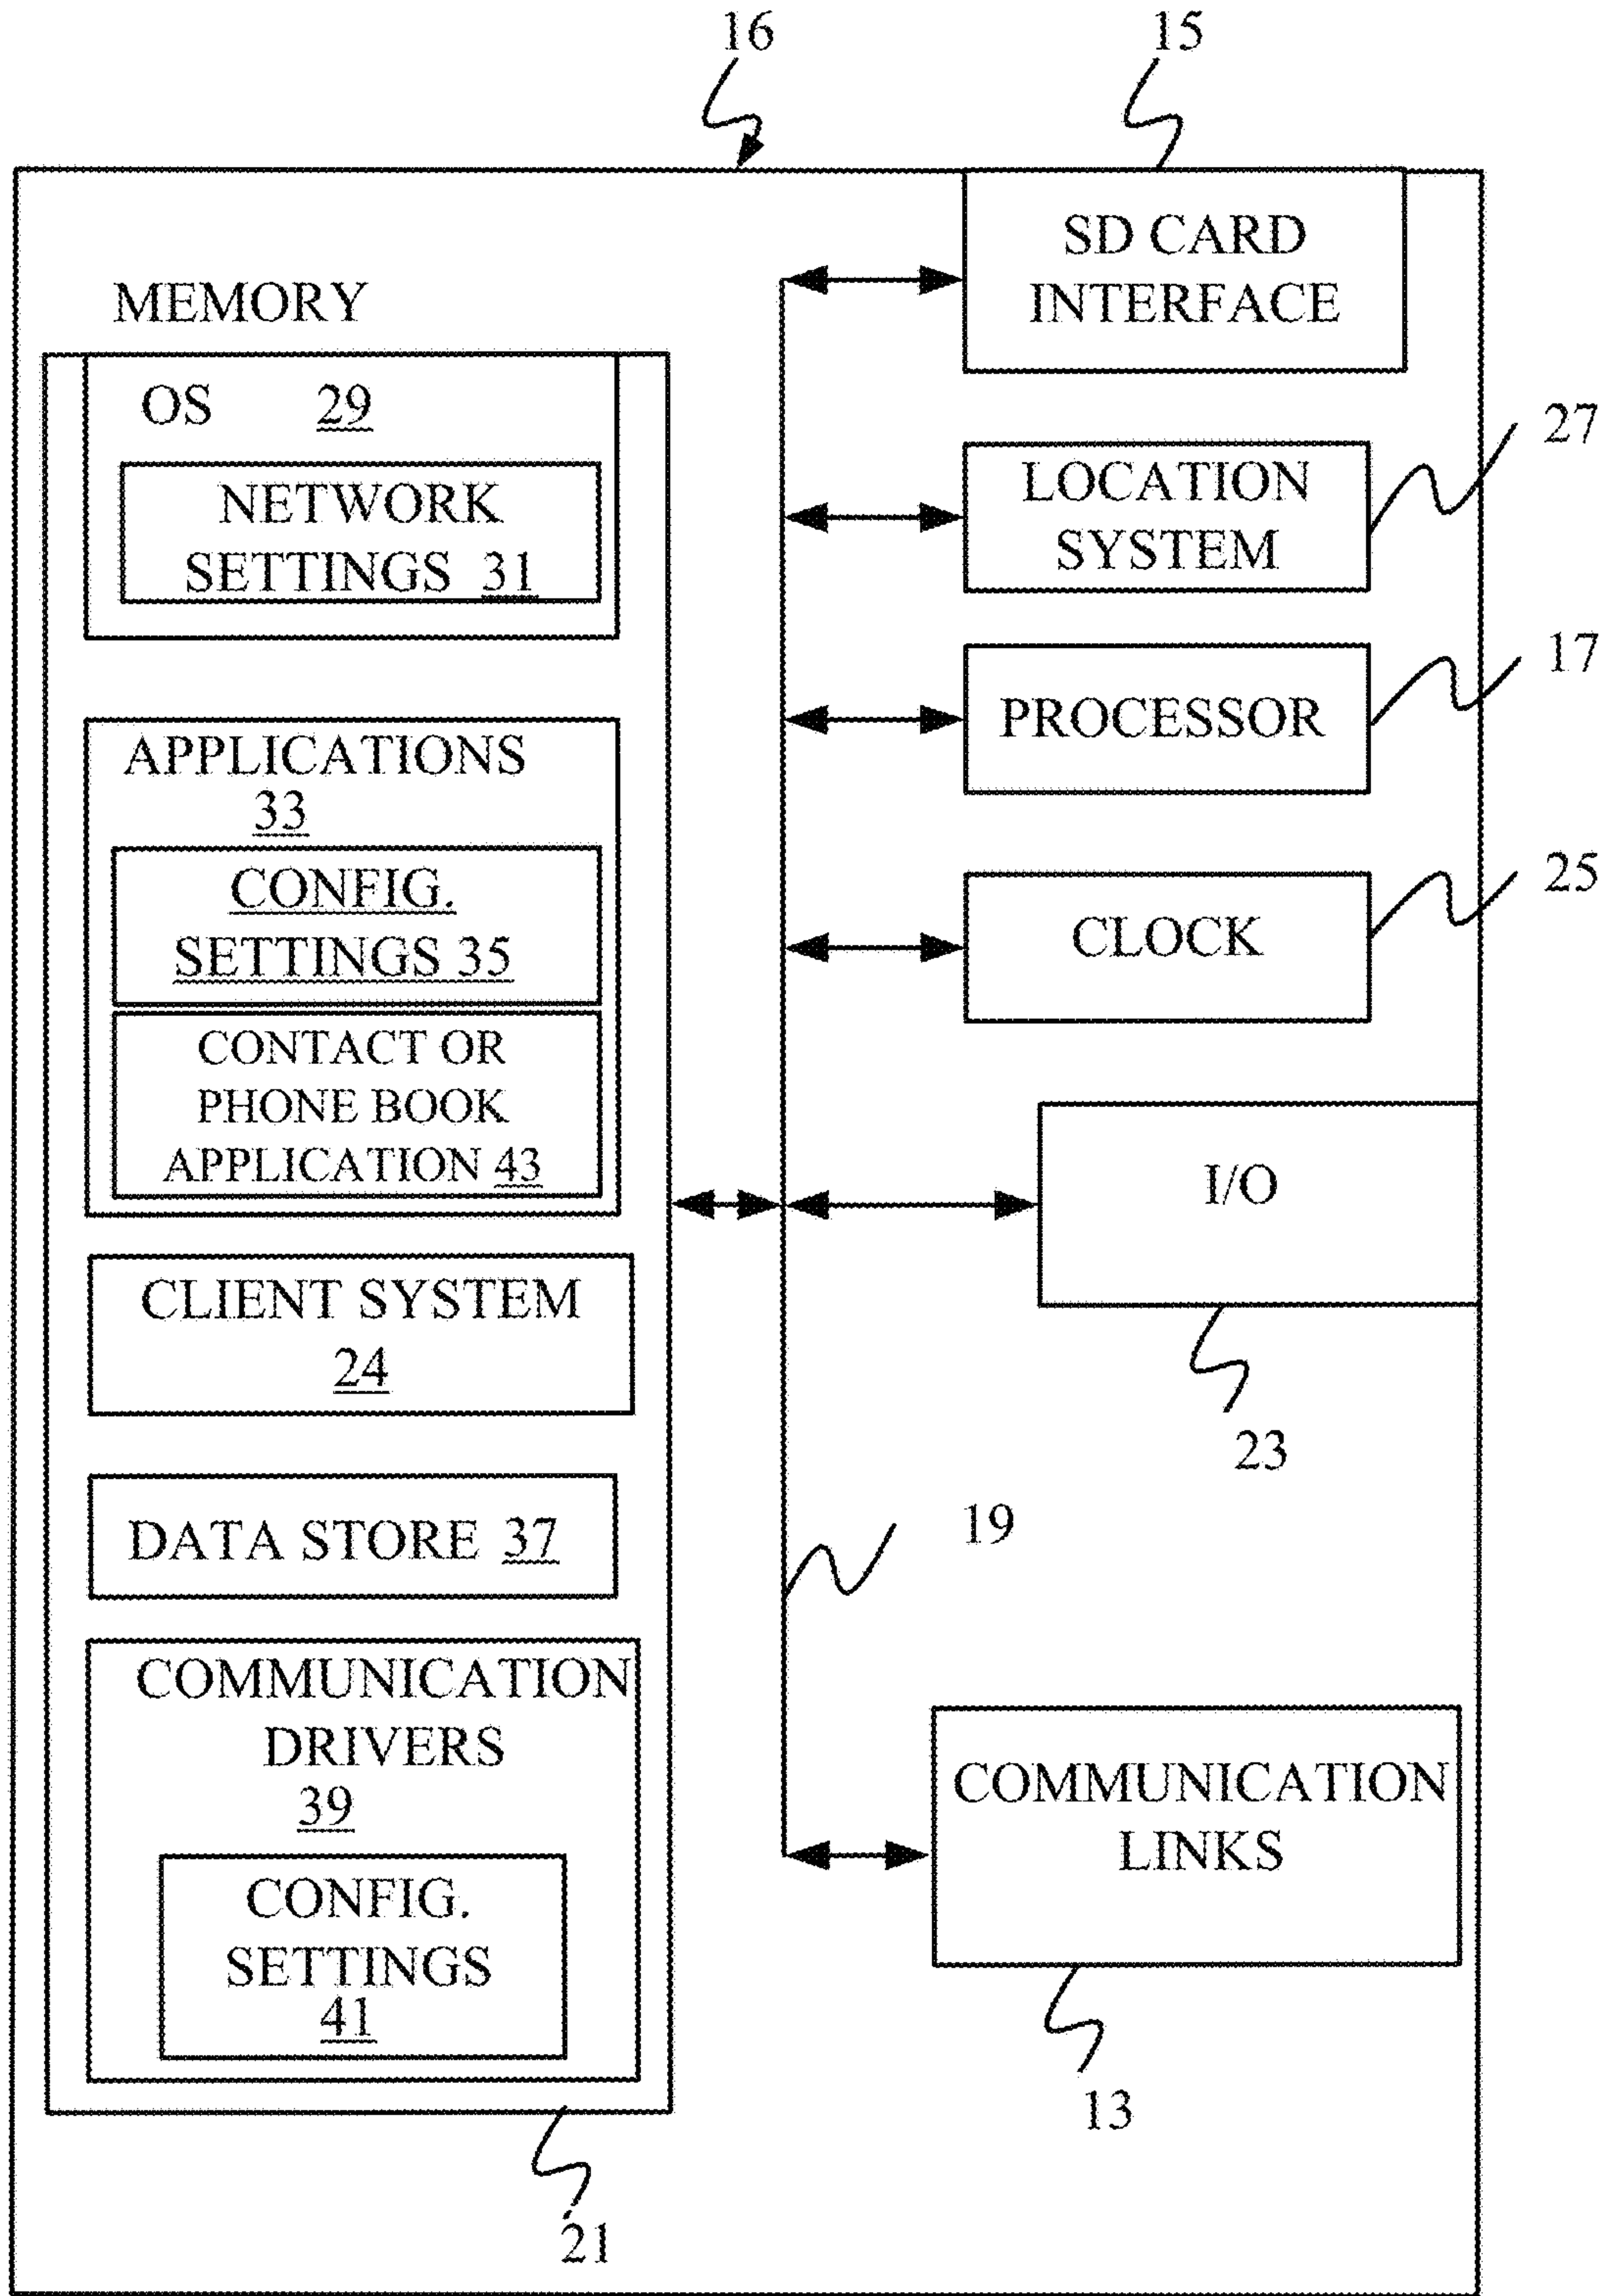 16
15
SD CARD
INTERFACE
MEMORY
OS 29
NETWORK
SETTINGS 31
27
LOCATION
SYSTEM
17
PROCESSOR
APPLICATIONS
33
CONFIG.
SETTINGS 35
CONTACT OR
PHONE BOOK
APPLICATION 43
25
CLOCK
I/O
23
CLIENT SYSTEM
24
DATA STORE 37
19
COMMUNICATION
DRIVERS
39
CONFIG.
SETTINGS
41
COMMUNICATION
LINKS
13
21